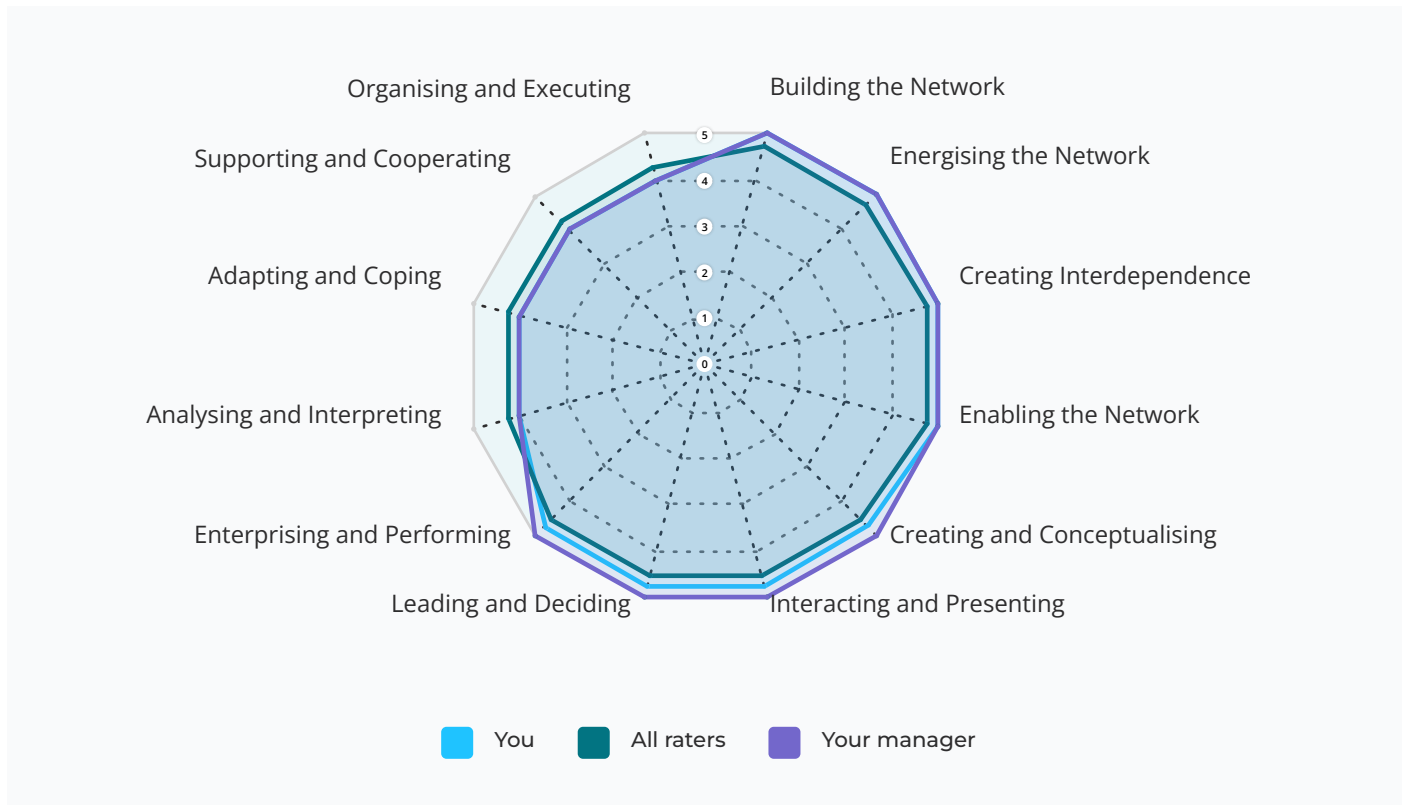 Organising and Executing
Building the Network
Supporting and Cooperating
Energising the Network
Adapting and Coping
Creating Interdependence
Analysing and Interpreting
Enabling the Network
Enterprising and Performing
Creating and Conceptualising
Leading and Deciding
Interacting and Presenting
5
4
3
2
1
0
You
All raters
Your manager